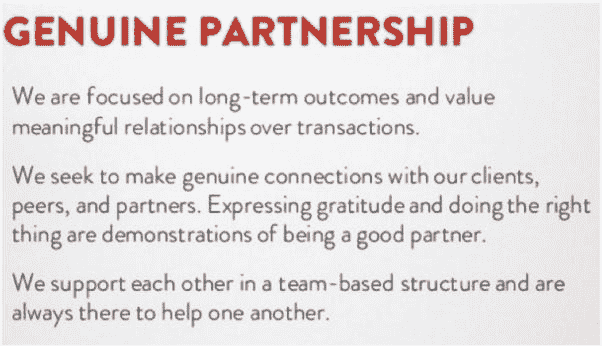 GENUINE PARTNERSHIP
We are focused on long-term outcomes and value
meaningful relationships over transactions.
We seek to make genuine connections with our clients,
peers, and partners. Expressing gratitude and doing the right
thing are demonstrations of being a good partner.
We support each other in a team-based structure and are
always there to help one another.